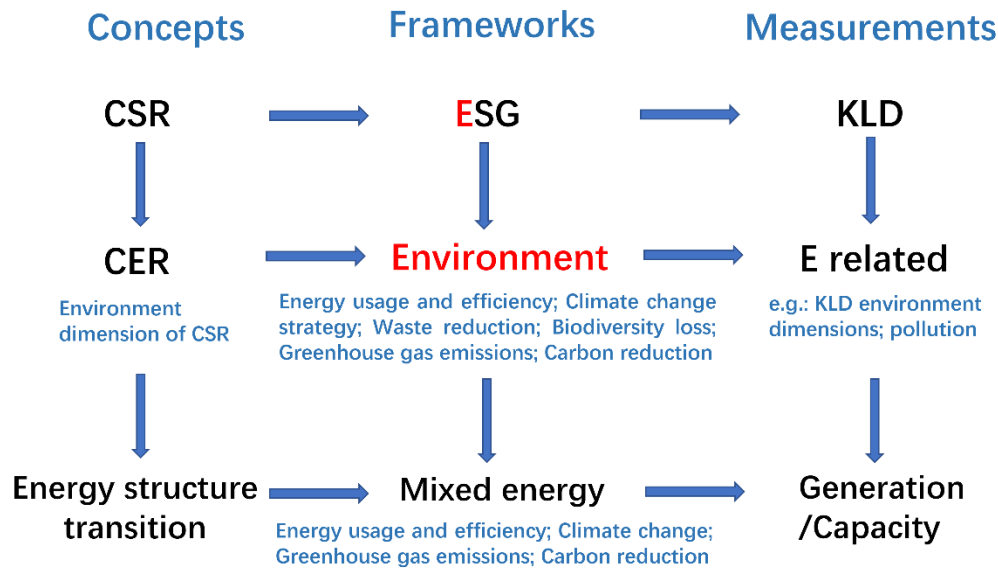 Concepts
Frameworks
Measurements
CSR
ESG
KLD
CER
Environment
E related
Environment
dimension of CSR
Energy usage and efficiency; Climate change
strategy; Waste reduction; Biodiversity loss;
Greenhouse gas emissions; Carbon reduction
e.g.: KLD environment
dimensions; pollution
Energy structure
transition
Mixed energy
Generation
/Capacity
Energy usage and efficiency; Climate change;
Greenhouse gas emissions; Carbon reduction